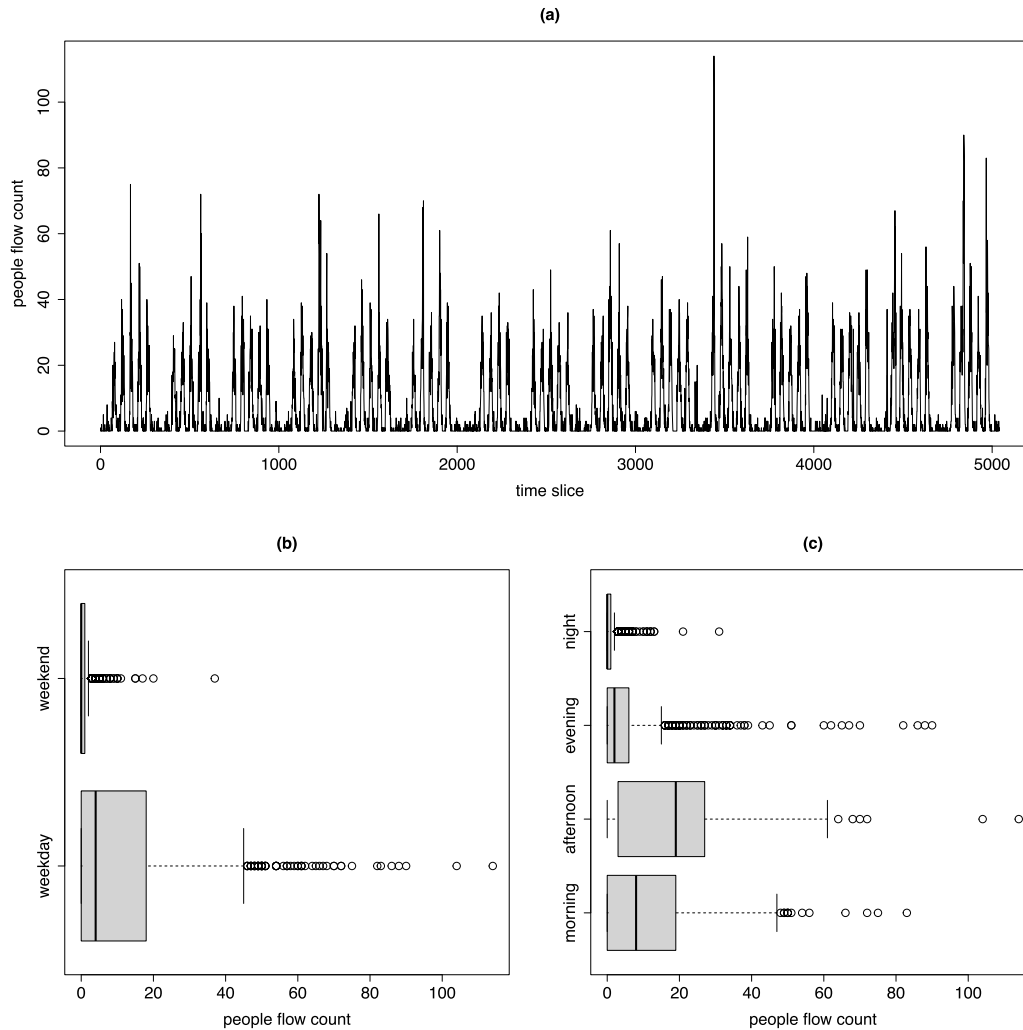 (a)
people flow count
0 20 40 60 80 100
0 1000 2000 3000 4000 5000
time slice
(b)
weekend
weekday
0 20 40 60 80 100
people flow count
(c)
night
evening
afternoon
morning
0 20 40 60 80 100
people flow count